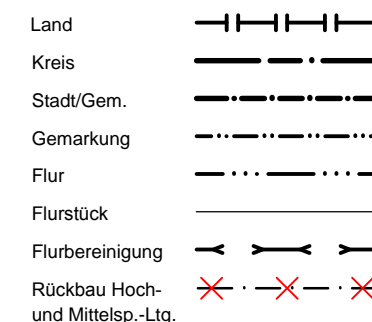 Land
Kreis
Stadt/Gem.
Gemarkung
Flur
Flurstück
Flurbereinigung
Rückbau Hoch-
und Mittelsp.-Ltg.